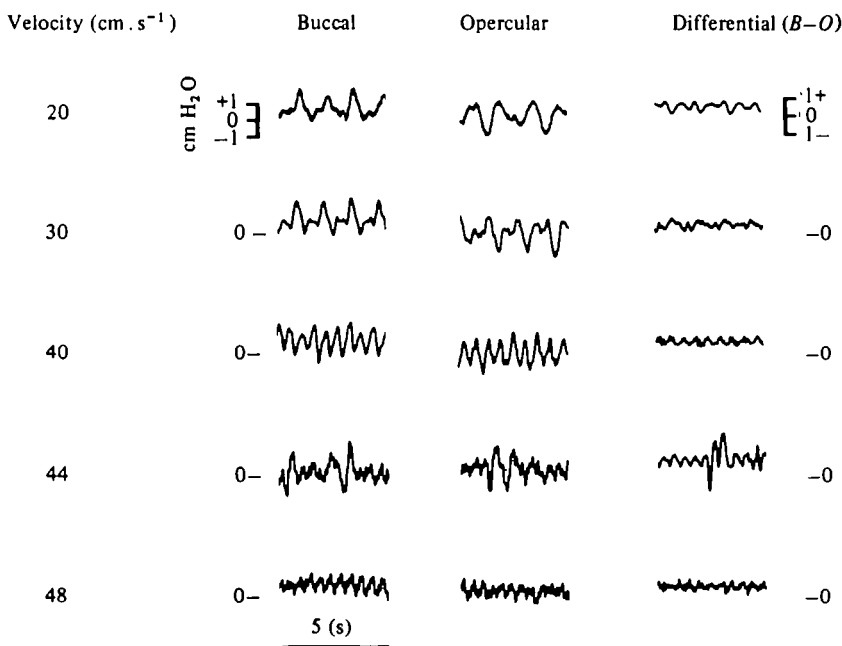 Velocity (cm . s⁻¹) Buccal Opercular Differential (B–O)
cm H₂O
+1 1+
20 0 0
–1 1–
30 0 – –0
40 0– –0
44 0– –0
48 0– –0
5 (s)